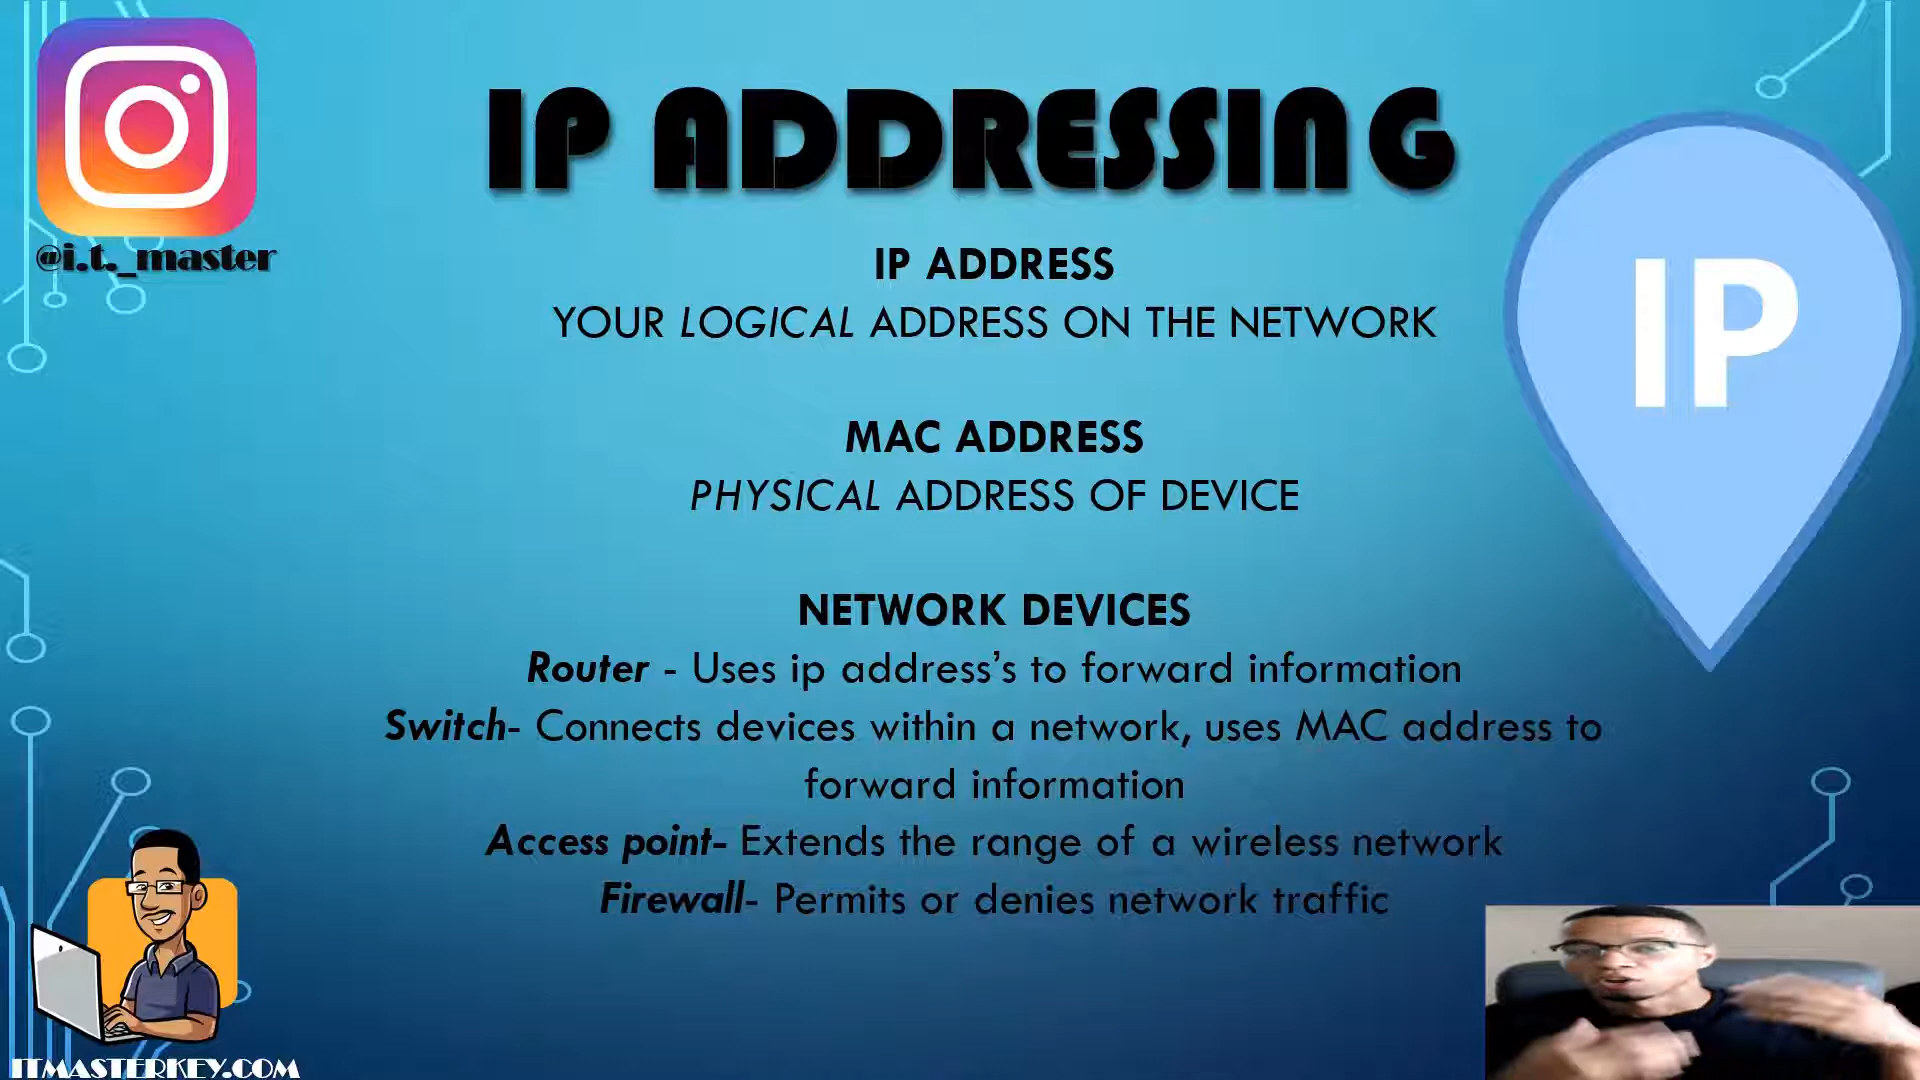 IP ADDRESSING
@i.t._master
IP ADDRESS
YOUR LOGICAL ADDRESS ON THE NETWORK
IP
MAC ADDRESS
PHYSICAL ADDRESS OF DEVICE
NETWORK DEVICES
Router - Uses ip address’s to forward information
Switch- Connects devices within a network, uses MAC address to
forward information
Access point- Extends the range of a wireless network
Firewall- Permits or denies network traffic
ITMASTERKEY.COM